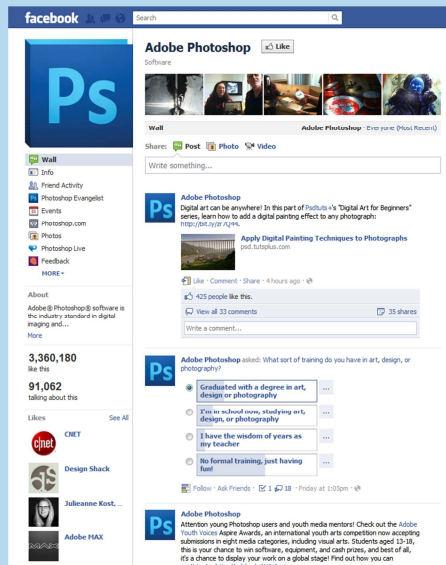 facebook
Search
Ps
Adobe Photoshop
Like
Software
Wall
Adobe Photoshop · Everyone (Most Recent)
Share: Post Photo Video
Write something...
Wall
Info
Friend Activity
Photoshop Evangelist
Events
Photoshop.com
Photos
Photoshop Live
Feedback
MORE
About
Adobe® Photoshop® software is
the industry standard in digital
imaging and...
More
3,360,180
like this
91,062
talking about this
Likes
See All
c|net
CNET
Design Shack
Julieanne Kost, ...
MAX
Adobe MAX
Ps
Adobe Photoshop
Digital art can be anywhere! In this part of Psdtuts+'s "Digital Art for Beginners"
series, learn how to add a digital painting effect to any photograph:
Apply Digital Painting Techniques to Photographs
psd.tutsplus.com
Like · Comment · Share · 4 hours ago
425 people like this.
View all 33 comments
35 shares
Write a comment...
Ps
Adobe Photoshop asked: What sort of training do you have in art, design, or
photography?
Graduated with a degree in art,
design or photography
...
I'm in school now, studying art,
design, or photography
...
I have the wisdom of years as
my teacher
...
No formal training, just having
fun!
...
Follow · Ask Friends · 1 18 · Friday at 1:05pm
Ps
Adobe Photoshop
Attention young Photoshop users and youth media mentors! Check out the Adobe
Youth Voices Aspire Awards, an international youth arts competition now accepting
submissions in eight media categories, including visual arts. Students aged 13-18,
this is your chance to win software, equipment, and cash prizes, and best of all,
it's a chance to display your work on a global stage! Find out how you can